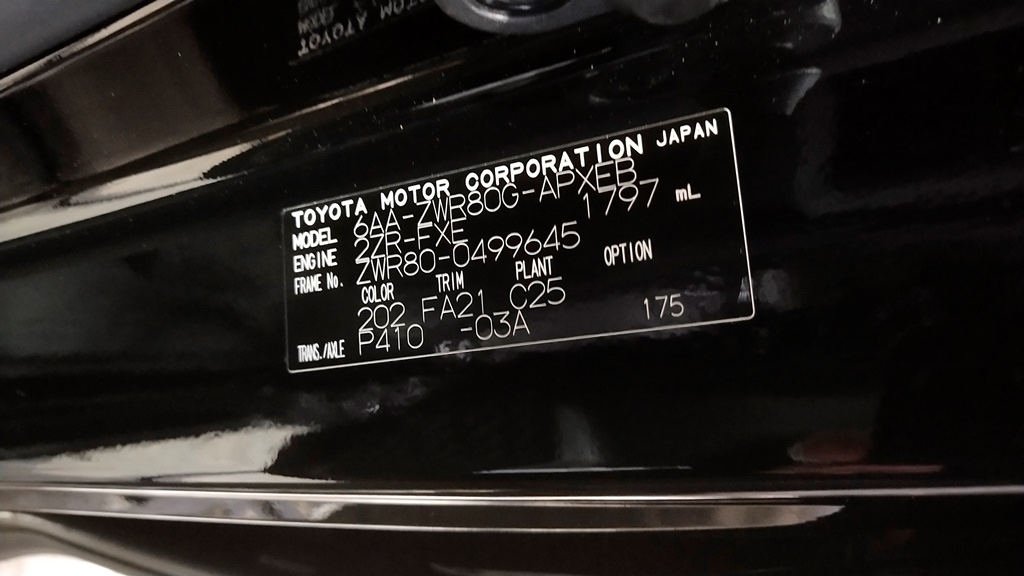 TOYOTA MOTOR CORPORATION JAPAN
MODEL 6AA-ZWR80G-APXEB
ENGINE 2ZR-FXE 1797 mL
FRAME No. ZWR80-0499645
COLOR TRIM PLANT OPTION
202 FA21 C25
TRANS./AXLE P410 -03A 175